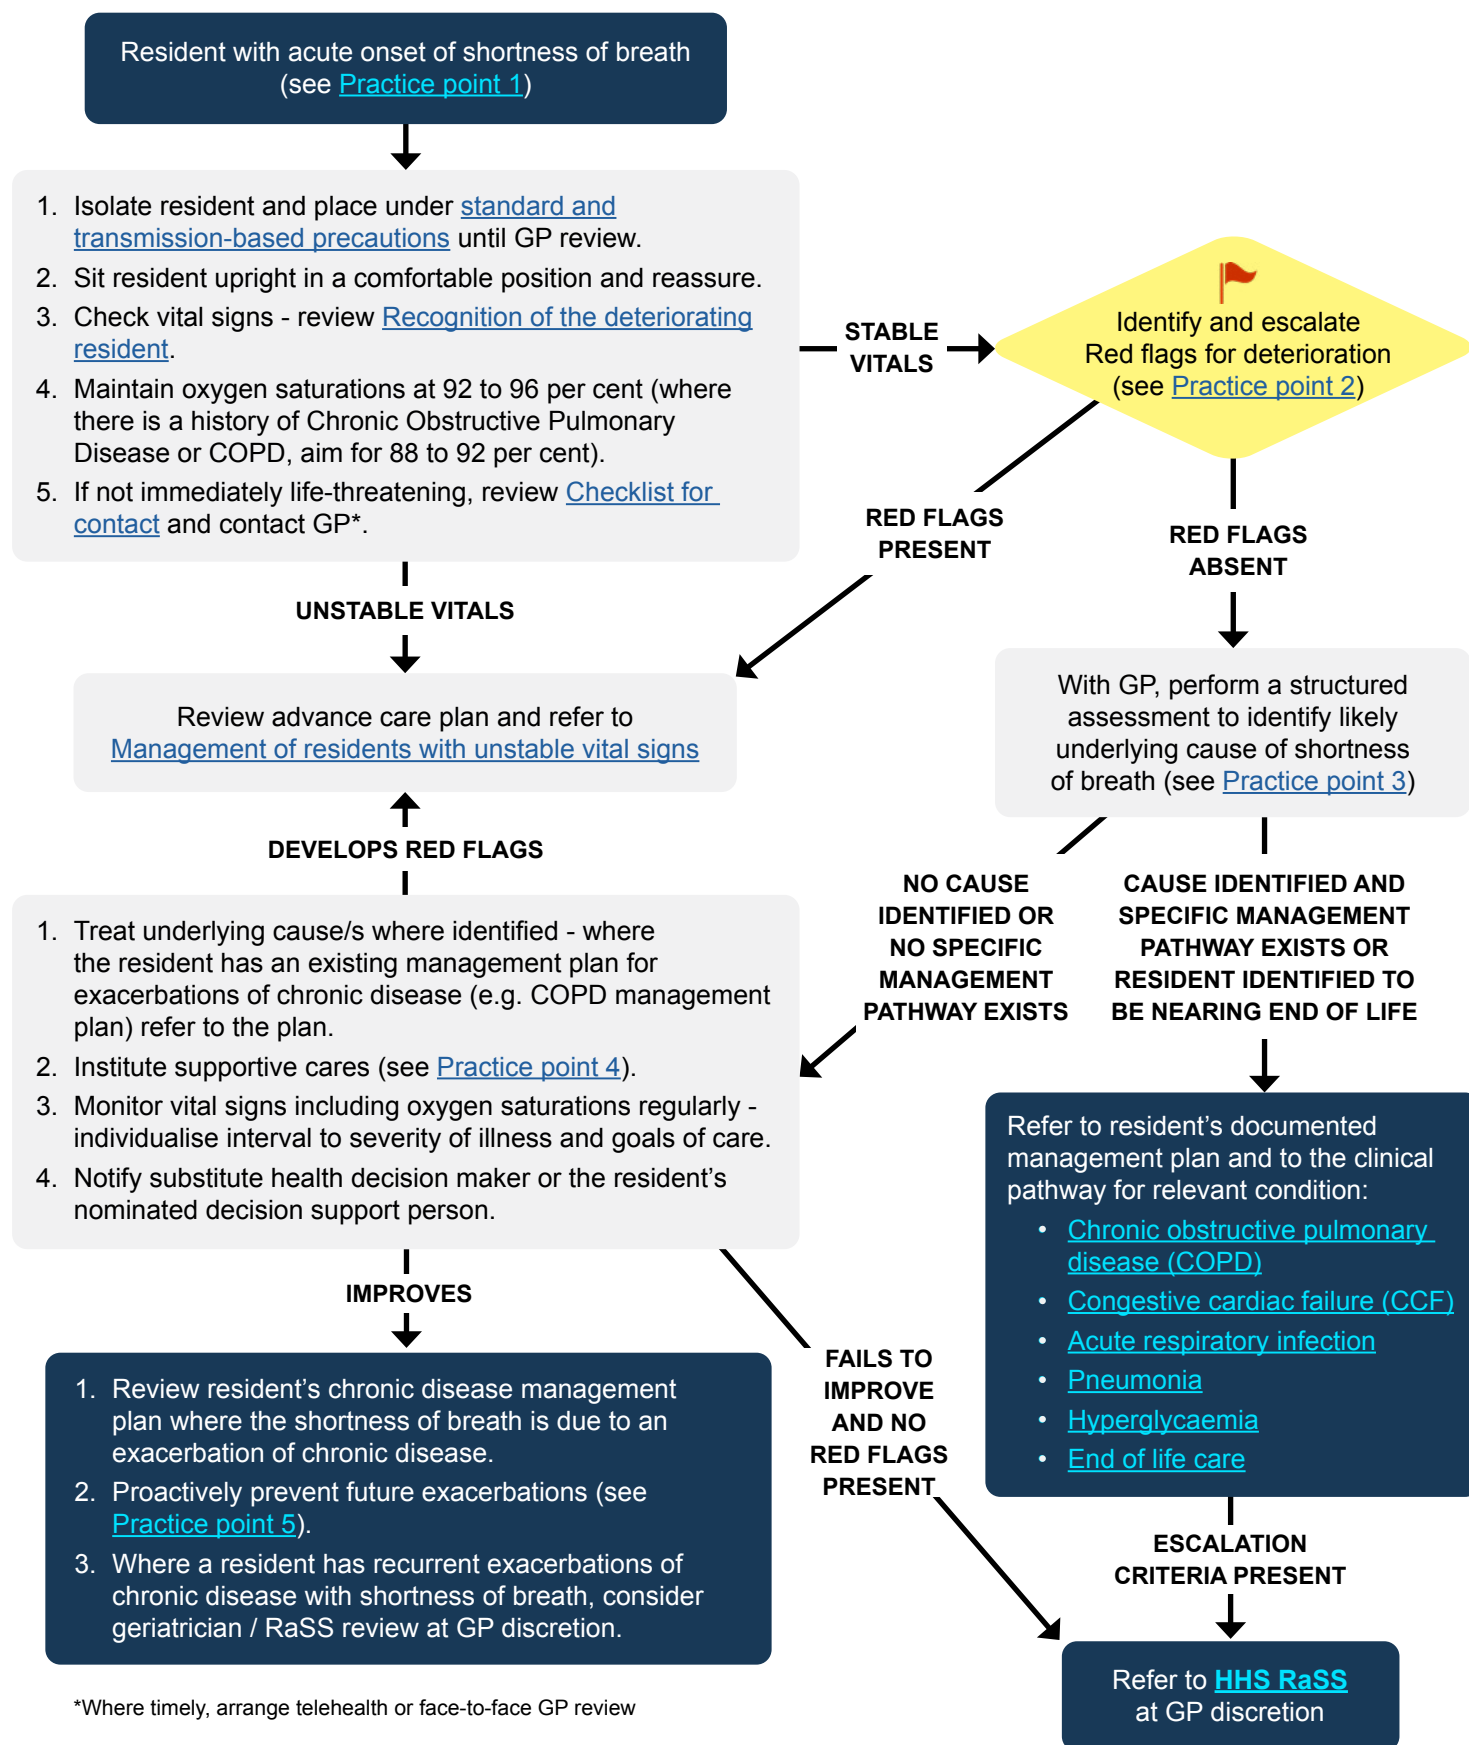 Resident with acute onset of shortness of breath
(see Practice point 1)
1. Isolate resident and place under standard and
transmission-based precautions until GP review.
2. Sit resident upright in a comfortable position and reassure.
3. Check vital signs - review Recognition of the deteriorating
resident.
4. Maintain oxygen saturations at 92 to 96 per cent (where
there is a history of Chronic Obstructive Pulmonary
Disease or COPD, aim for 88 to 92 per cent).
5. If not immediately life-threatening, review Checklist for
contact and contact GP*.
STABLE
VITALS
Identify and escalate
Red flags for deterioration
(see Practice point 2)
RED FLAGS
PRESENT
RED FLAGS
ABSENT
UNSTABLE VITALS
Review advance care plan and refer to
Management of residents with unstable vital signs
With GP, perform a structured
assessment to identify likely
underlying cause of shortness
of breath (see Practice point 3)
DEVELOPS RED FLAGS
NO CAUSE
IDENTIFIED OR
NO SPECIFIC
MANAGEMENT
PATHWAY EXISTS
CAUSE IDENTIFIED AND
SPECIFIC MANAGEMENT
PATHWAY EXISTS OR
RESIDENT IDENTIFIED TO
BE NEARING END OF LIFE
1. Treat underlying cause/s where identified - where
the resident has an existing management plan for
exacerbations of chronic disease (e.g. COPD management
plan) refer to the plan.
2. Institute supportive cares (see Practice point 4).
3. Monitor vital signs including oxygen saturations regularly -
individualise interval to severity of illness and goals of care.
4. Notify substitute health decision maker or the resident's
nominated decision support person.
Refer to resident's documented
management plan and to the clinical
pathway for relevant condition:
• Chronic obstructive pulmonary
disease (COPD)
• Congestive cardiac failure (CCF)
• Acute respiratory infection
• Pneumonia
• Hyperglycaemia
• End of life care
IMPROVES
FAILS TO
IMPROVE
AND NO
RED FLAGS
PRESENT
1. Review resident's chronic disease management
plan where the shortness of breath is due to an
exacerbation of chronic disease.
2. Proactively prevent future exacerbations (see
Practice point 5).
3. Where a resident has recurrent exacerbations of
chronic disease with shortness of breath, consider
geriatrician / RaSS review at GP discretion.
ESCALATION
CRITERIA PRESENT
Refer to HHS RaSS
at GP discretion
*Where timely, arrange telehealth or face-to-face GP review